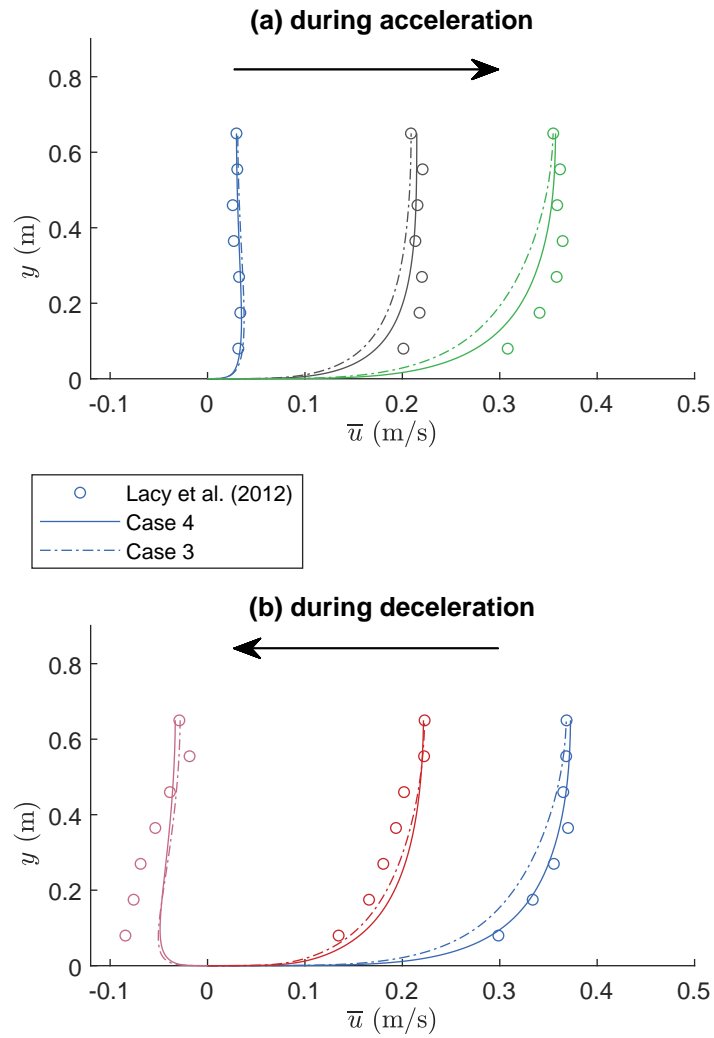 (a) during acceleration
0.8
0.6
y (m)
0.4
0.2
0
-0.1 0 0.1 0.2 0.3 0.4 0.5
u̅ (m/s)
Lacy et al. (2012)
Case 4
Case 3
(b) during deceleration
0.8
0.6
y (m)
0.4
0.2
0
-0.1 0 0.1 0.2 0.3 0.4 0.5
u̅ (m/s)